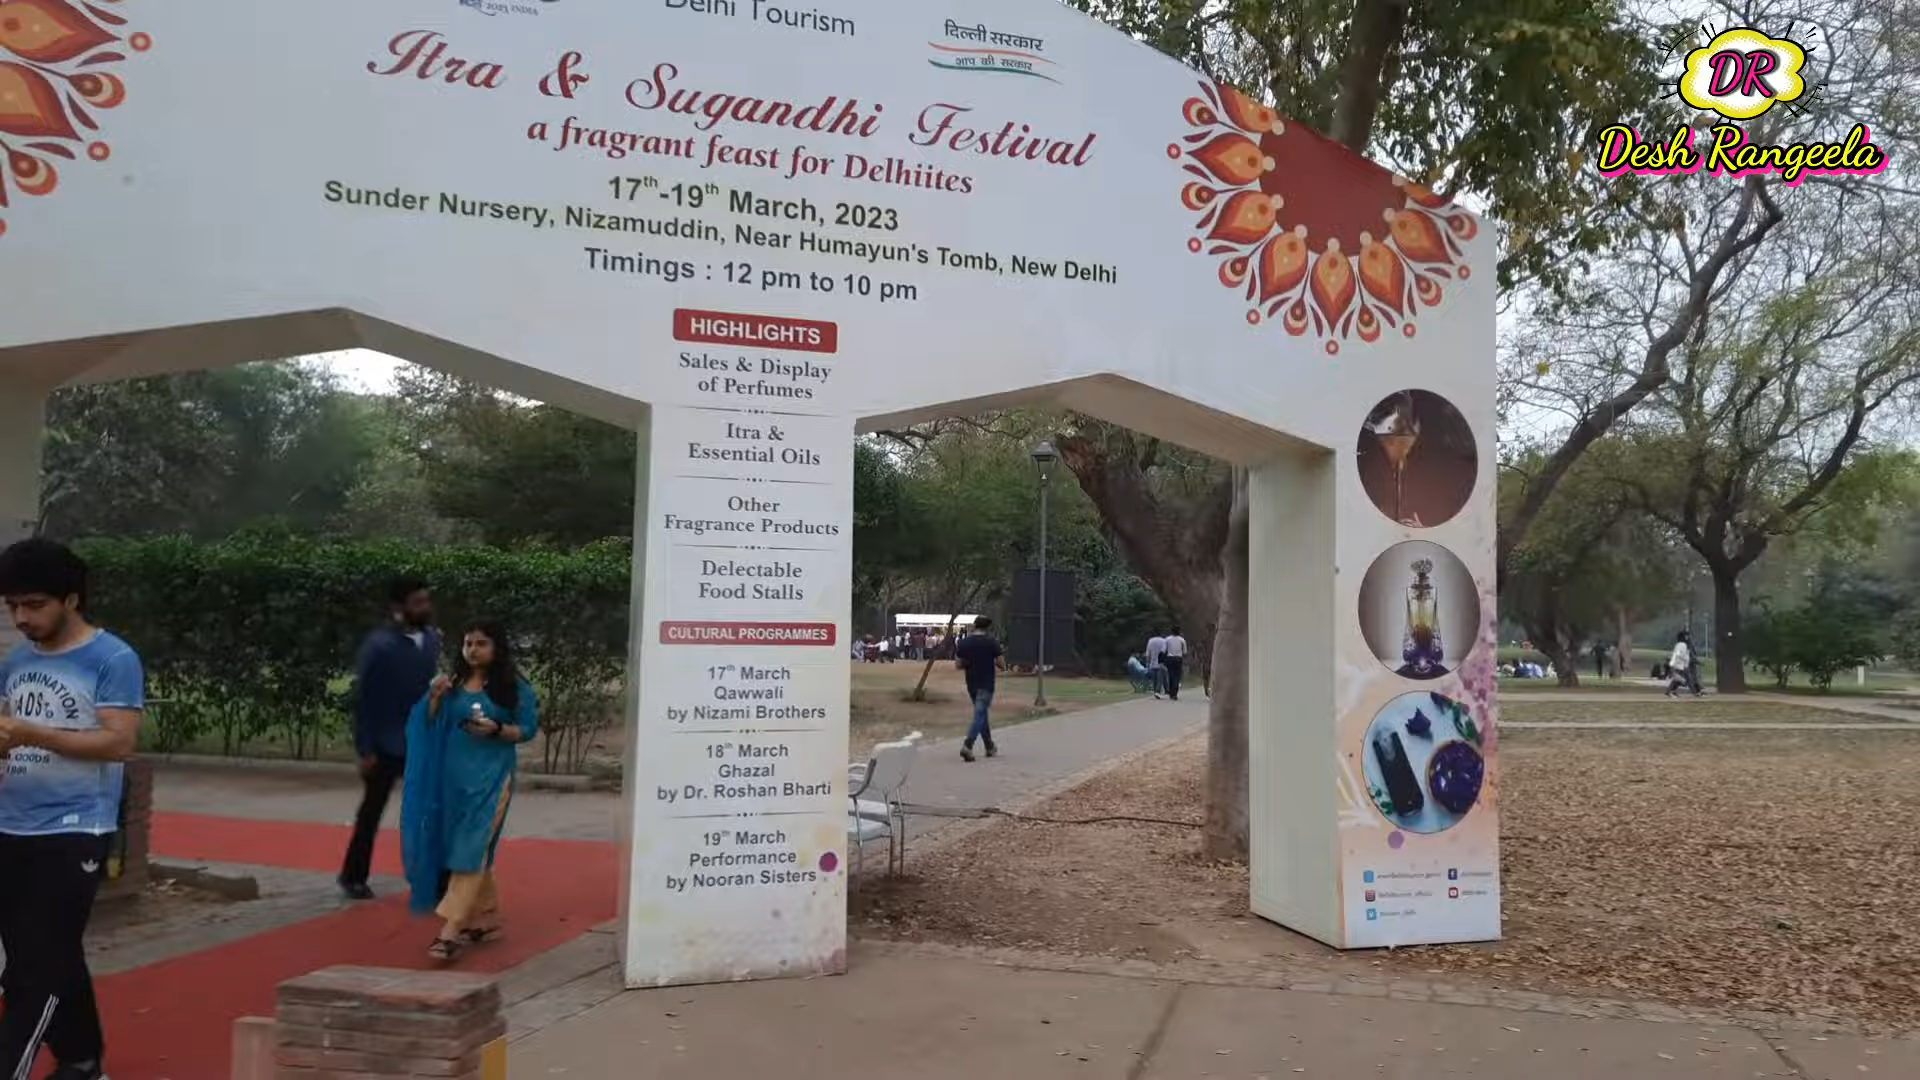 2023 INDIA
Delhi Tourism
दिल्ली सरकार
आप की सरकार
Itra & Sugandhi Festival
a fragrant feast for Delhiites
17th-19th March, 2023
Sunder Nursery, Nizamuddin, Near Humayun's Tomb, New Delhi
Timings : 12 pm to 10 pm
HIGHLIGHTS
Sales & Display
of Perfumes
Itra &
Essential Oils
Other
Fragrance Products
Delectable
Food Stalls
CULTURAL PROGRAMMES
17th March
Qawwali
by Nizami Brothers
18th March
Ghazal
by Dr. Roshan Bharti
19th March
Performance
by Nooran Sisters
DR
Desh Rangeela
TERMINATION